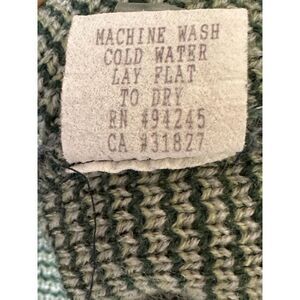 MACHINE WASH
COLD WATER
LAY FLAT
TO DRY
RN #94245
CA #31827